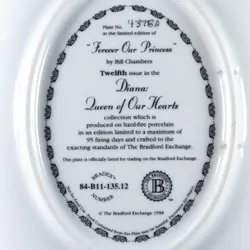 Plate No. 4378A
in the limited edition of
"Forever Our Princess"
by Bill Chambers
Twelfth issue in the
Diana:
Queen of Our Hearts
collection which is
produced on hard-fire porcelain
in an edition limited to a maximum of
95 firing days and crafted to the
exacting standards of The Bradford Exchange.
This plate is officially listed for trading on the Bradford Exchange.
BRADEX
84-B11-135.12
NUMBER
B
© The Bradford Exchange 1998